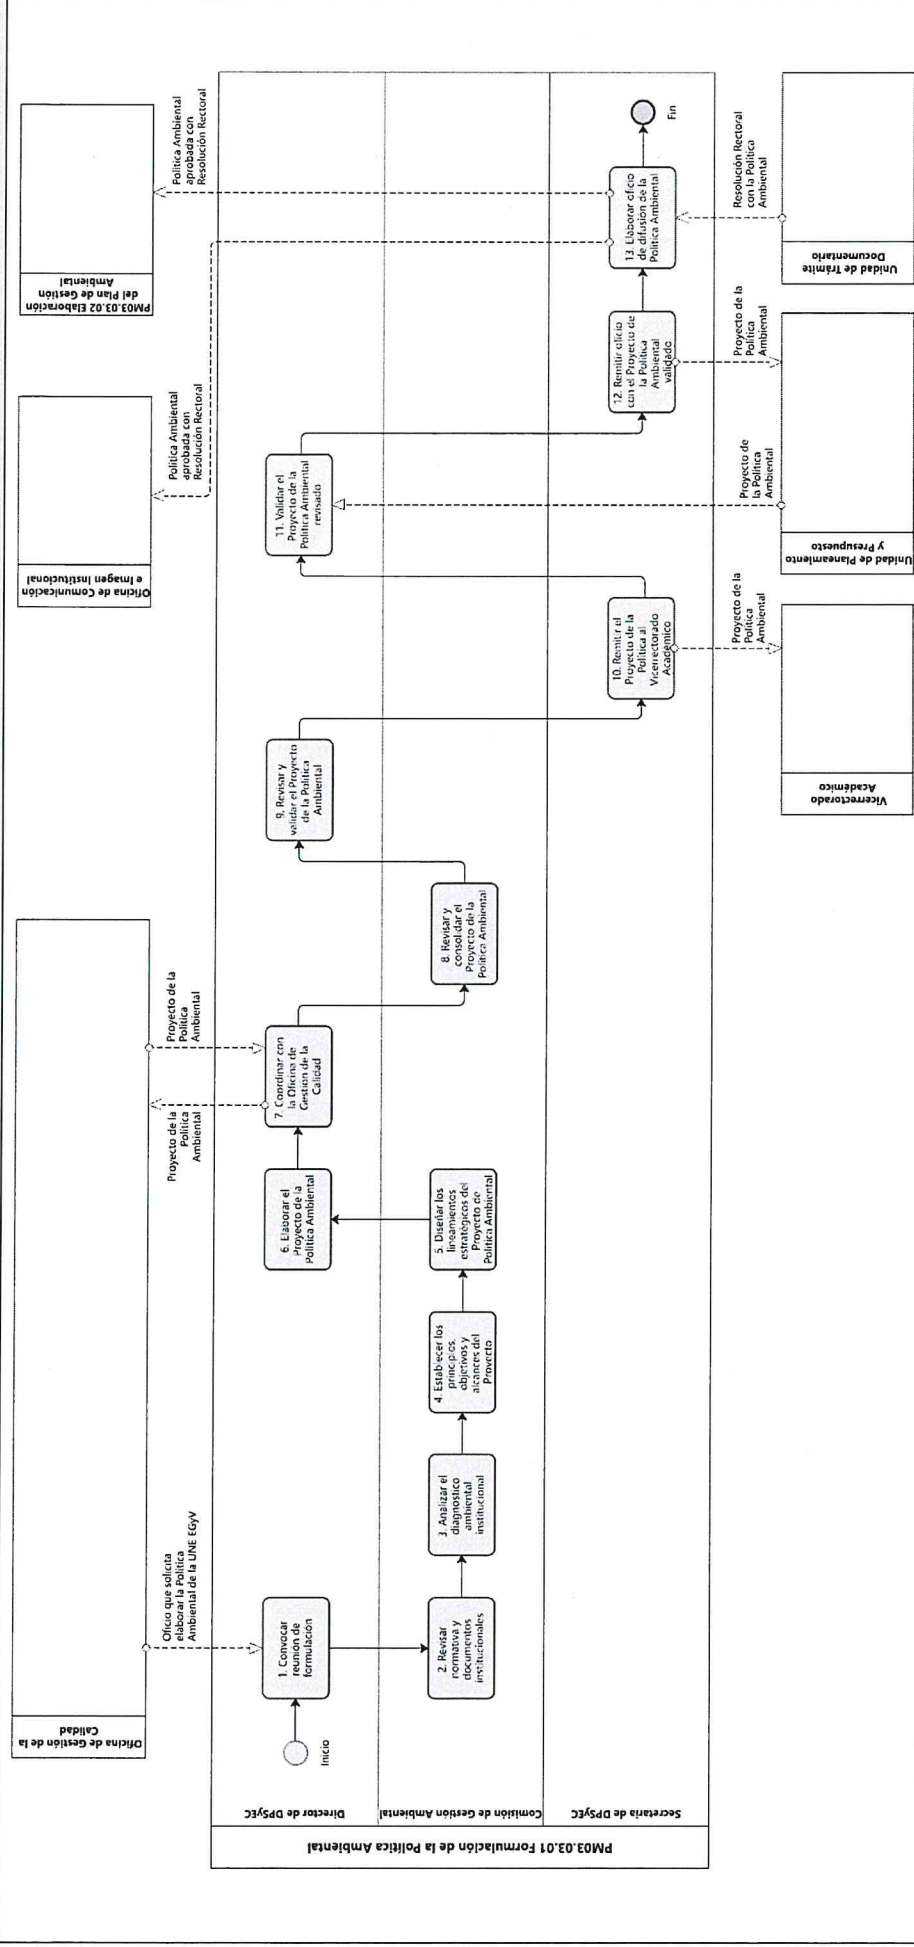 Oficina de Gestión de la
Calidad
Oficio que solicita
elaborar la Política
Ambiental de la UNE EGyV
Proyecto de la
Política
Ambiental
Proyecto de la
Política
Ambiental
Oficina de Comunicación
e Imagen Institucional
Política Ambiental
aprobada con
Resolución Rectoral
PM03.03.02 Elaboración
del Plan de Gestión
Ambiental
Política Ambiental
aprobada con
Resolución Rectoral
PM03.03.01 Formulación de la Política Ambiental
Director de DPSyEC
Inicio
1. Convocar
reunión de
formulación
6. Elaborar el
Proyecto de la
Política Ambiental
7. Coordinar con
la Oficina de
Gestión de la
Calidad
9. Revisar y
validar el Proyecto
de la Política
Ambiental
11. Validar el
Proyecto de la
Política Ambiental
revisado
Comisión de Gestión Ambiental
2. Revisar
normativa y
documentos
institucionales
3. Analizar el
diagnostico
ambiental
institucional
4. Establecer los
principios,
objetivos y
alcances del
Proyecto
5. Diseñar los
lineamientos
estratégicos del
Proyecto de
Política Ambiental
8. Revisar y
consolidar el
Proyecto de la
Política Ambiental
Secretaria de DPSyEC
10. Remitir el
Proyecto de la
Política al
Vicerrectorado
Académico
12. Remitir oficio
con el Proyecto de
la Política
Ambiental
validado
13. Elaborar oficio
de difusión de la
Política Ambiental
Fin
Proyecto de la
Política
Ambiental
Vicerrectorado
Académico
Proyecto de
la Política
Ambiental
Proyecto de la
Política
Ambiental
Unidad de Planeamiento
y Presupuesto
Resolución Rectoral
con la Política
Ambiental
Unidad de Trámite
Documentario